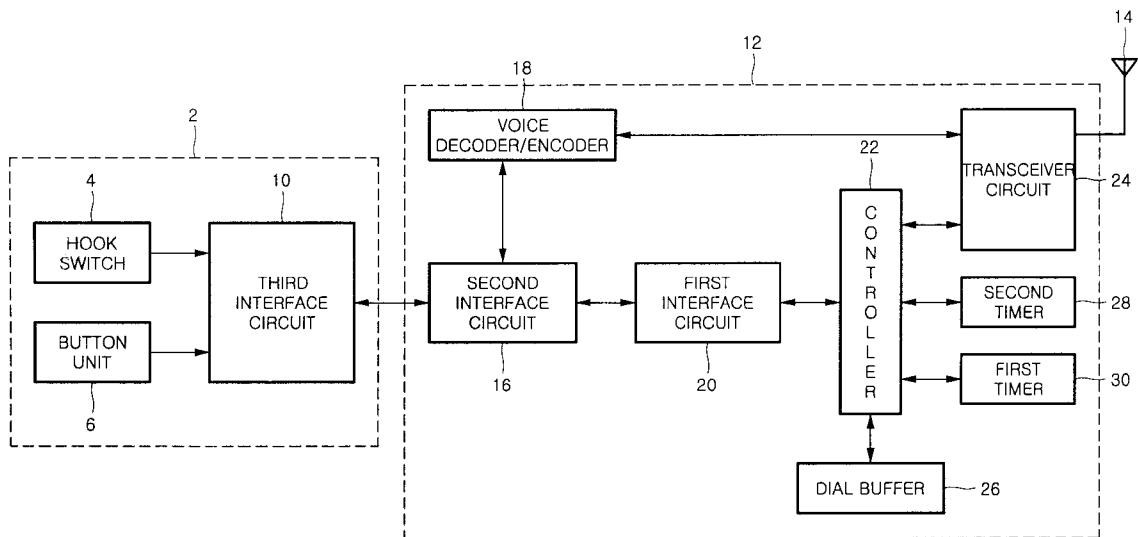 14
12
18
VOICE
DECODER/ENCODER
2
22
TRANSCEIVER
CIRCUIT
24
4
10
HOOK
SWITCH
CONTROLLER
THIRD
INTERFACE
CIRCUIT
SECOND
INTERFACE
CIRCUIT
FIRST
INTERFACE
CIRCUIT
SECOND
TIMER
28
BUTTON
UNIT
16
20
FIRST
TIMER
30
6
DIAL BUFFER
26